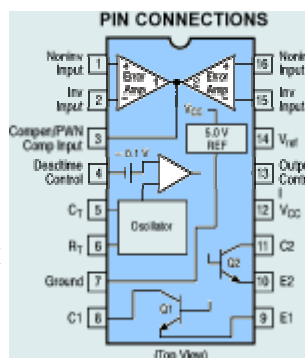 PIN CONNECTIONS
Noninv
Input
1
Inv
Input
2
Compen/PWN
Comp Input
3
Deadtime
Control
4
CT
5
RT
6
Ground
7
C1
8
Error
Amp
1
Error
Amp
2
VCC
5.0 V
REF
0.1 V
Oscillator
Q2
Q1
16
Noninv
Input
15
Inv
Input
14
Vref
13
Output
Control
12
VCC
11
C2
10
E2
9
E1
(Top View)